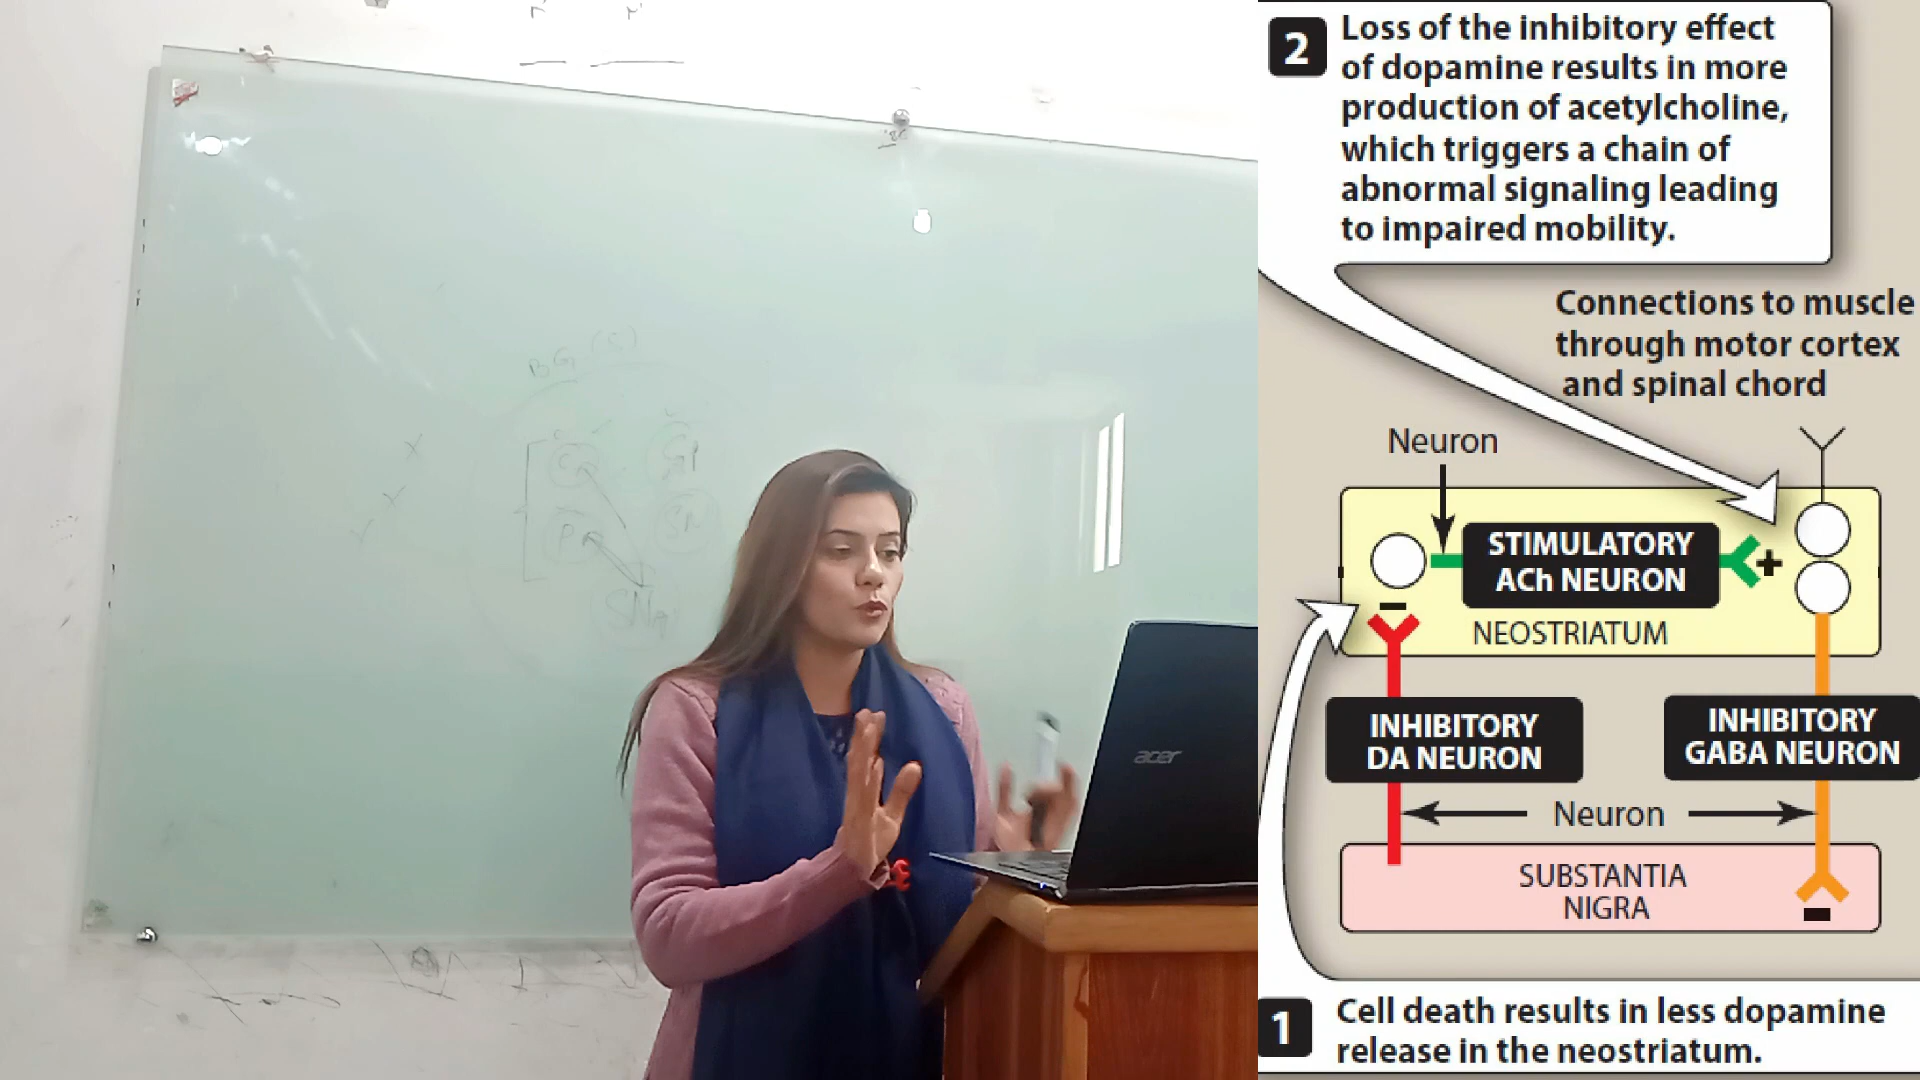 BG (S)
C
P
SN
acer
2
Loss of the inhibitory effect
of dopamine results in more
production of acetylcholine,
which triggers a chain of
abnormal signaling leading
to impaired mobility.
Connections to muscle
through motor cortex
and spinal chord
Neuron
STIMULATORY
ACh NEURON
+
NEOSTRIATUM
INHIBITORY
DA NEURON
INHIBITORY
GABA NEURON
Neuron
SUBSTANTIA
NIGRA
1
Cell death results in less dopamine
release in the neostriatum.